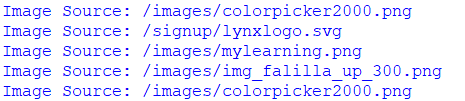 Image Source: /images/colorpicker2000.png
Image Source: /signup/lynxlogo.svg
Image Source: /images/mylearning.png
Image Source: /images/img_falilla_up_300.png
Image Source: /images/colorpicker2000.png